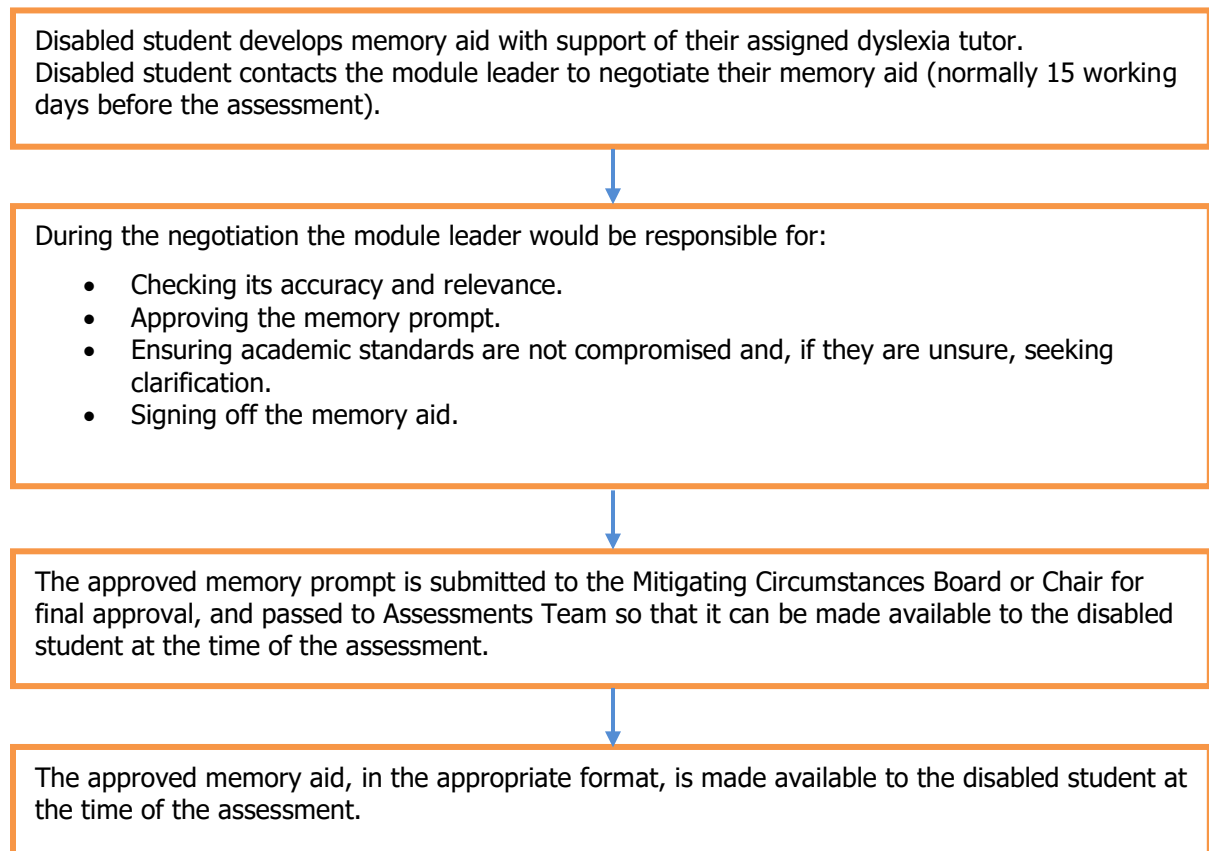 Disabled student develops memory aid with support of their assigned dyslexia tutor.
Disabled student contacts the module leader to negotiate their memory aid (normally 15 working
days before the assessment).
During the negotiation the module leader would be responsible for:
• Checking its accuracy and relevance.
• Approving the memory prompt.
• Ensuring academic standards are not compromised and, if they are unsure, seeking
clarification.
• Signing off the memory aid.
The approved memory prompt is submitted to the Mitigating Circumstances Board or Chair for
final approval, and passed to Assessments Team so that it can be made available to the disabled
student at the time of the assessment.
The approved memory aid, in the appropriate format, is made available to the disabled student at
the time of the assessment.